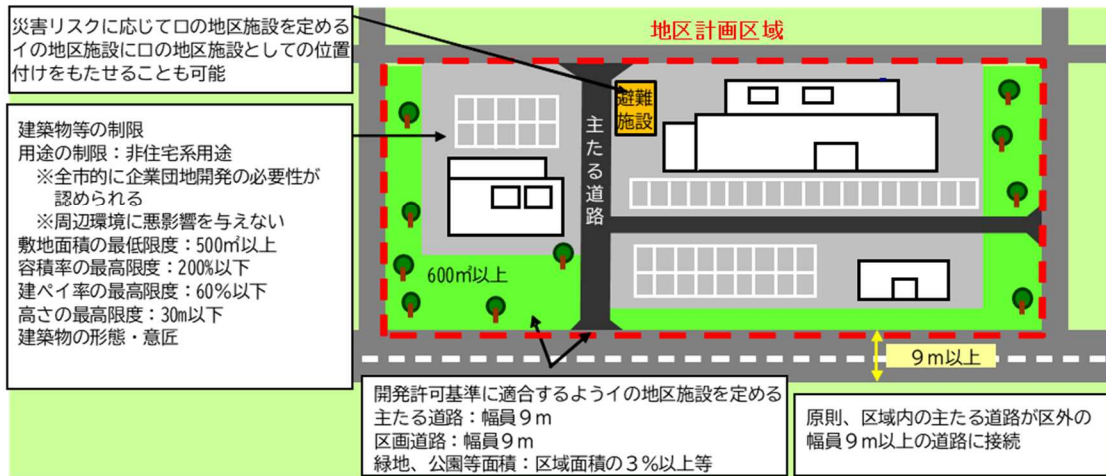 災害リスクに応じてロの地区施設を定める
イの地区施設にロの地区施設としての位置
付けをもたせることも可能
地区計画区域
避難
施設
主たる道路
建築物等の制限
用途の制限：非住宅系用途
※全市的に企業団地開発の必要性が
認められる
※周辺環境に悪影響を与えない
敷地面積の最低限度：500㎡以上
容積率の最高限度：200%以下
建ペイ率の最高限度：60%以下
高さの最高限度：30m以下
建築物の形態・意匠
600㎡以上
9m以上
開発許可基準に適合するようイの地区施設を定める
主たる道路：幅員９ｍ
区画道路：幅員９ｍ
緑地、公園等面積：区域面積の３％以上等
原則、区域内の主たる道路が区外の
幅員９ｍ以上の道路に接続